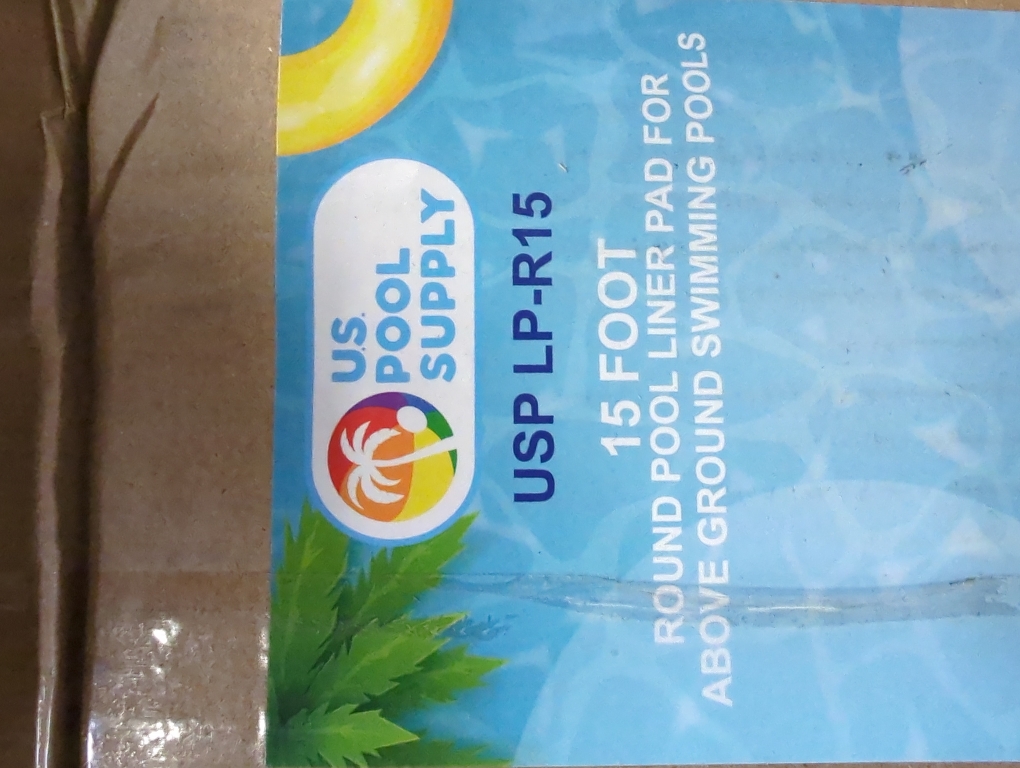 U.S.
POOL
SUPPLY
USP LP-R15
15 FOOT
ROUND POOL LINER PAD FOR
ABOVE GROUND SWIMMING POOLS